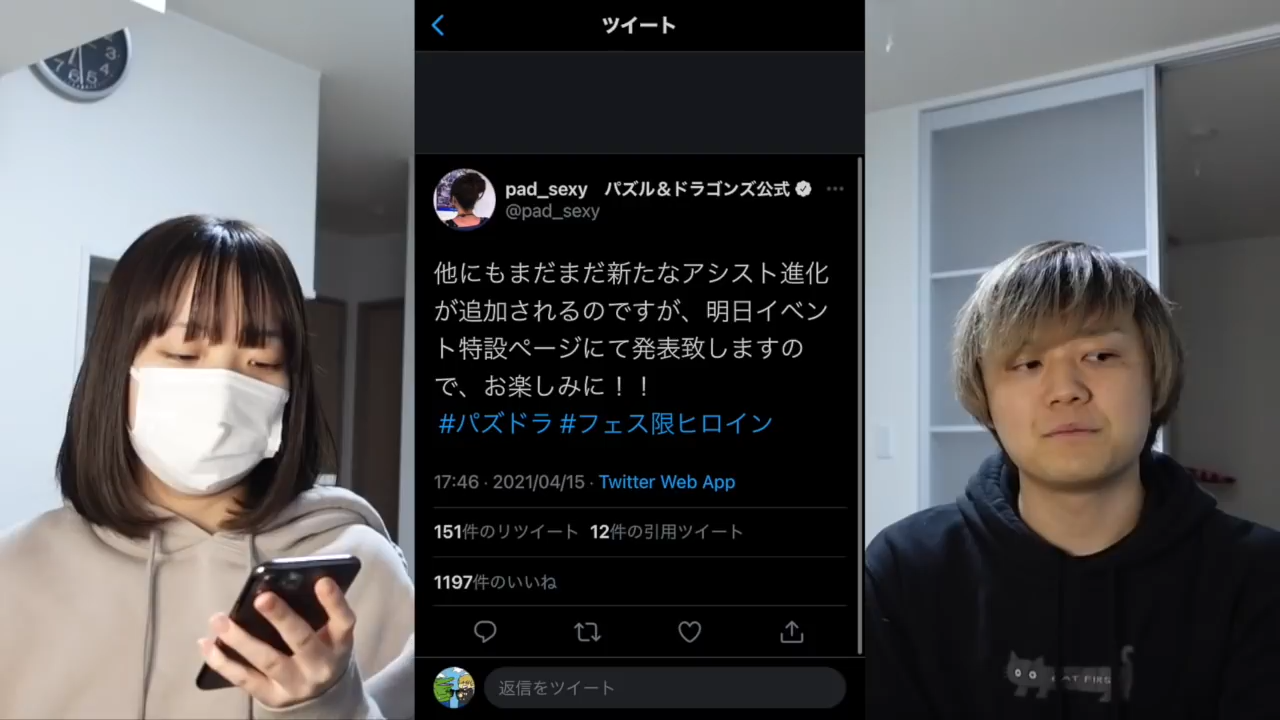 ツイート
pad_sexy パズル＆ドラゴンズ公式
@pad_sexy
他にもまだまだ新たなアシスト進化
が追加されるのですが、明日イベン
ト特設ページにて発表致しますの
で、お楽しみに！！
#パズドラ #フェス限ヒロイン
17:46 · 2021/04/15 · Twitter Web App
151件のリツイート 12件の引用ツイート
1197件のいいね
返信をツイート
CAT FIRS